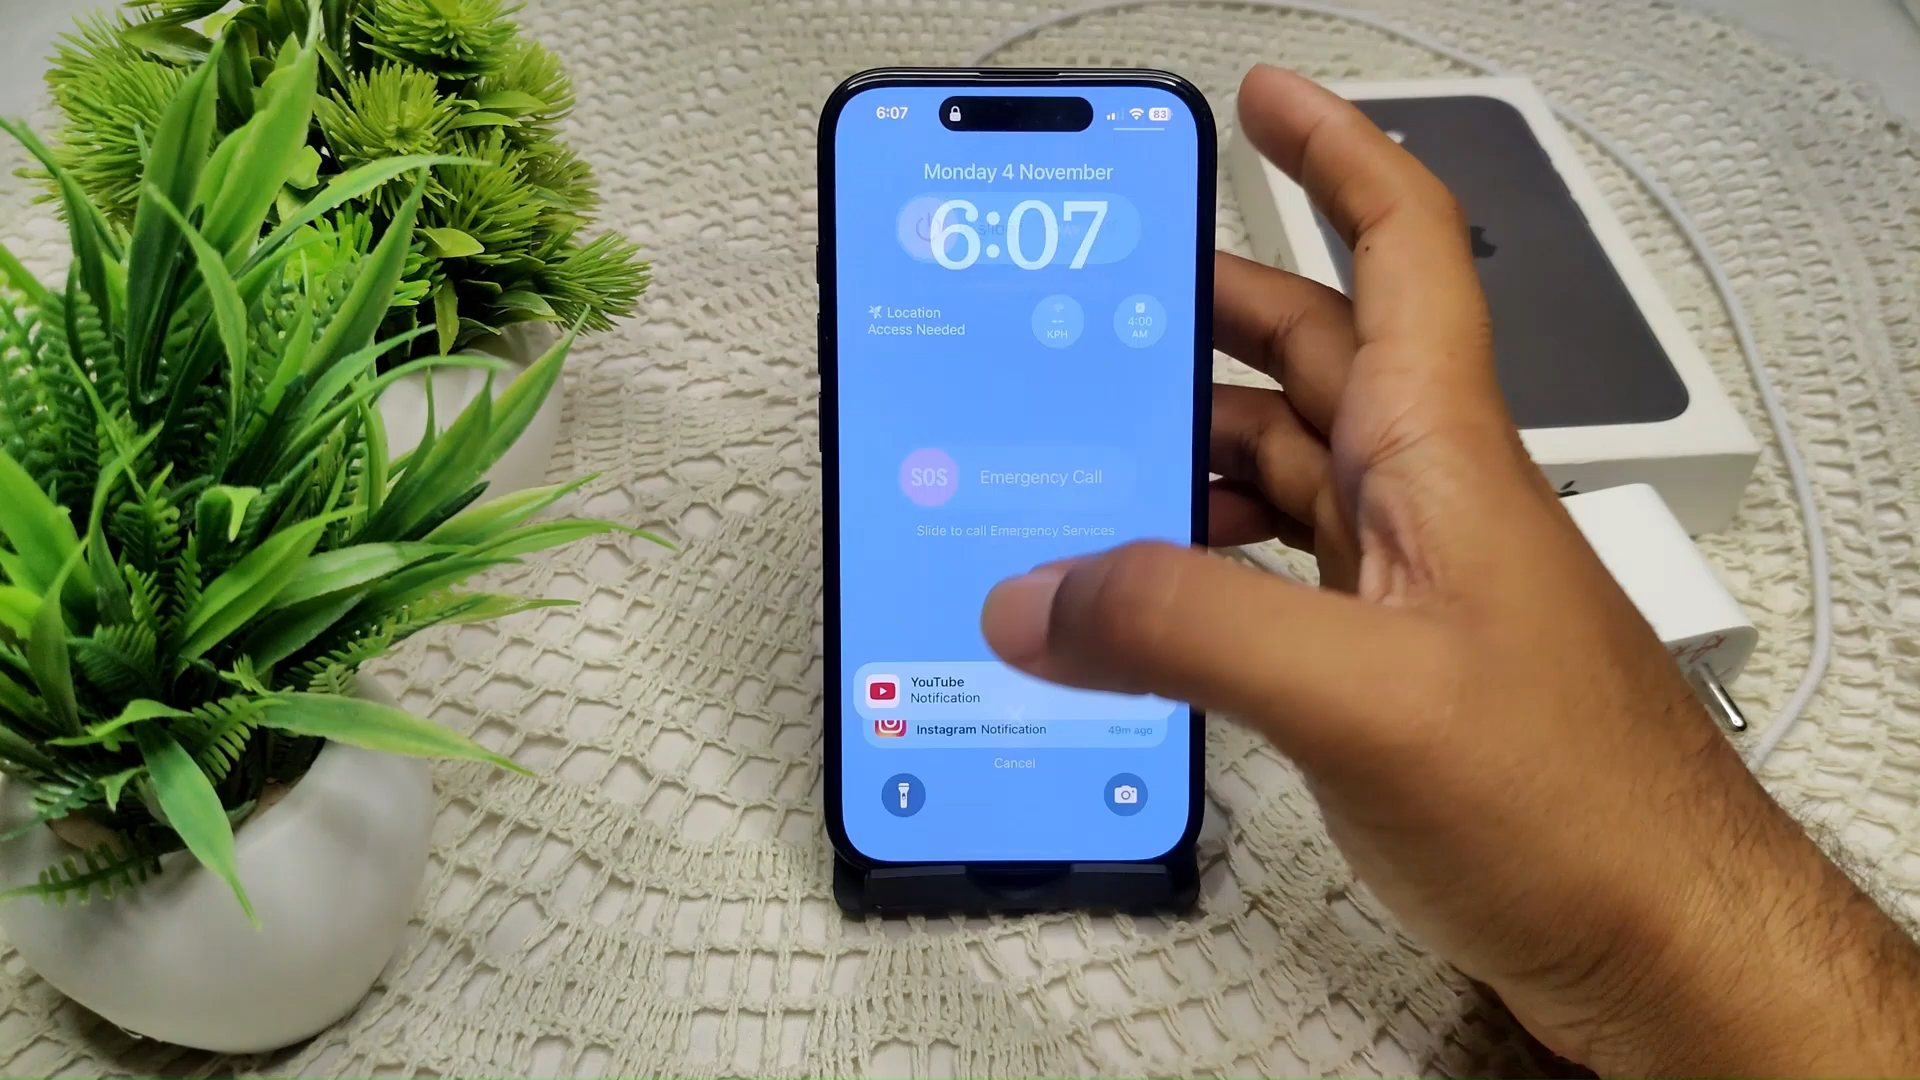 6:07
83
Monday 4 November
6:07
Location
Access Needed
--
KPH
4:00
AM
SOS
Emergency Call
Slide to call Emergency Services
YouTube
Notification
Instagram Notification
49m ago
Cancel